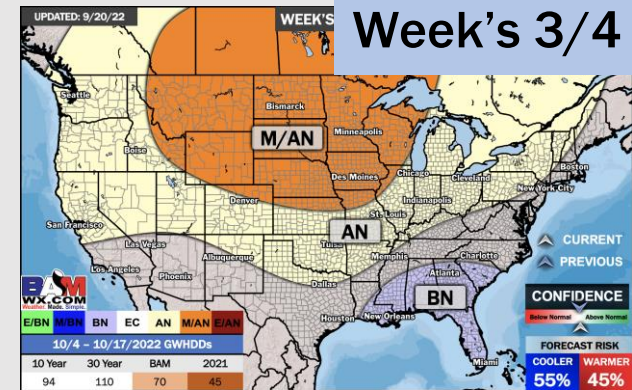 UPDATED: 9/20/22
WEEK'S
Week's 3/4
Seattle
Bismarck
M/AN
Minneapolis
Boise
Boston
Des Moines
Chicago
Cleveland
New York City
Denver
Indianapolis
San Francisco
St. Louis
AN
CURRENT
Las Vegas
Tulsa
PREVIOUS
Albuquerque
Memphis
Charlotte
Los Angeles
Phoenix
Atlanta
BAM
WX.COM
Weather. Made. Simple.
Dallas
CONFIDENCE
BN
Below Normal
Above Normal
Houston
New Orleans
E/BN M/BN BN EC AN M/AN E/AN
10/4 – 10/17/2022 GWHDDs
FORECAST RISK
10 Year 30 Year BAM 2021
Miami
COOLER WARMER
94 110 70 45
55% 45%